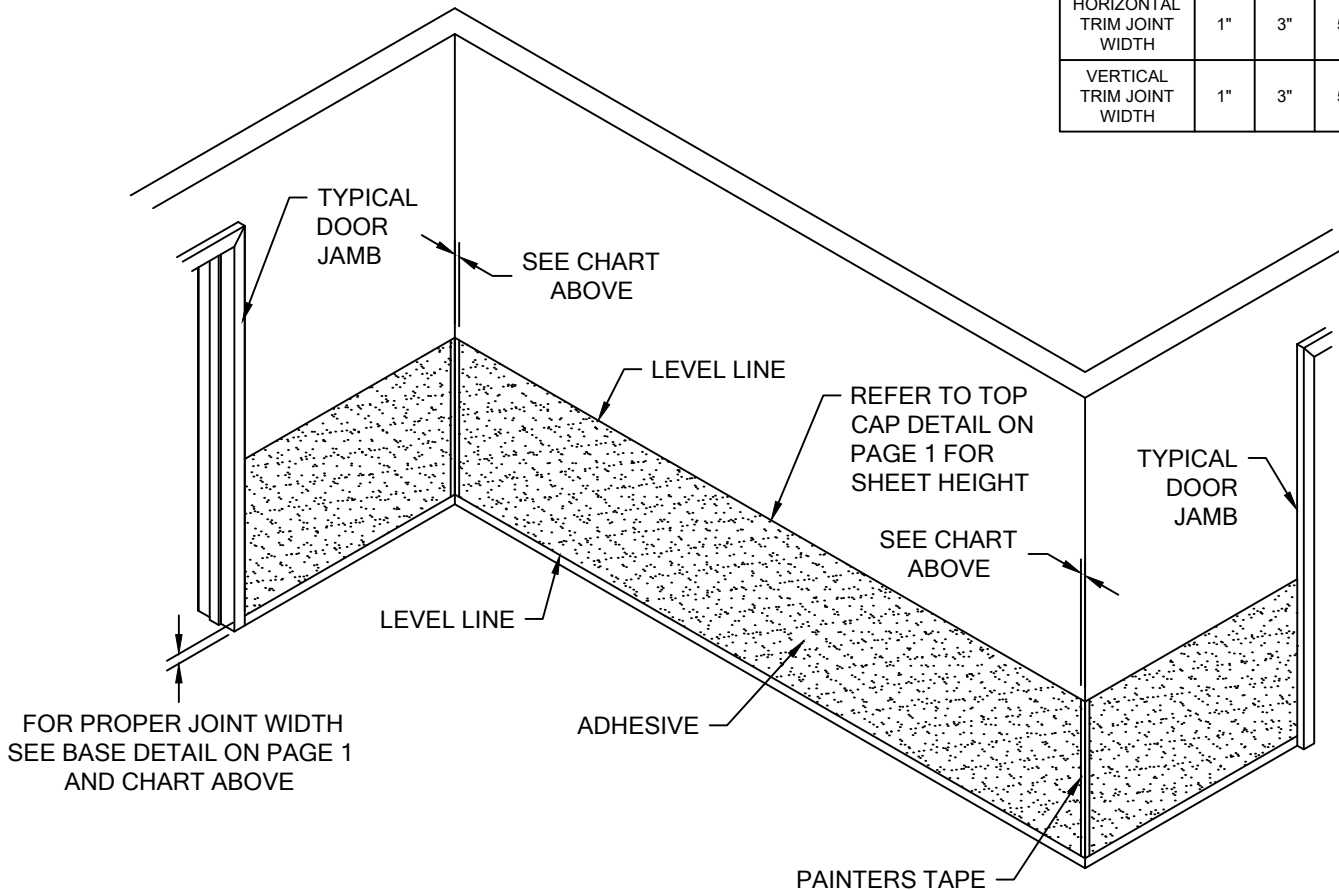 HORIZONTAL
TRIM JOINT
WIDTH
1" 3"
VERTICAL
TRIM JOINT
WIDTH
1" 3"
TYPICAL
DOOR
JAMB
SEE CHART
ABOVE
LEVEL LINE
REFER TO TOP
CAP DETAIL ON
PAGE 1 FOR
SHEET HEIGHT
TYPICAL
DOOR
JAMB
SEE CHART
ABOVE
LEVEL LINE
FOR PROPER JOINT WIDTH
SEE BASE DETAIL ON PAGE 1
AND CHART ABOVE
ADHESIVE
PAINTERS TAPE